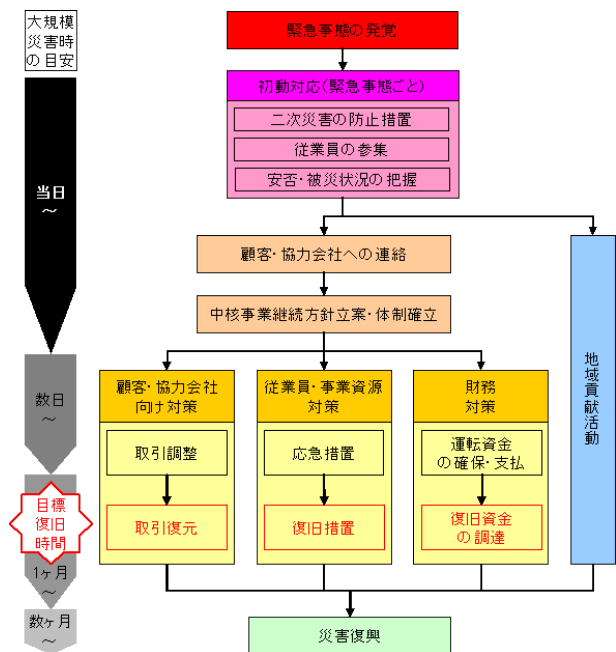 大規模
災害時
の目安
緊急事態の発覚
初動対応(緊急事態ごと)
二次災害の防止措置
従業員の参集
安否・被災状況の把握
当日
~
顧客・協力会社への連絡
中核事業継続方針立案・体制確立
地域貢献活動
数日
~
顧客・協力会社
向け対策
従業員・事業資源
対策
財務
対策
取引調整
応急措置
運転資金
の確保・支払
目標
復旧
時間
取引復元
復旧措置
復旧資金
の調達
1ヶ月
~
数ヶ月
~
災害復興